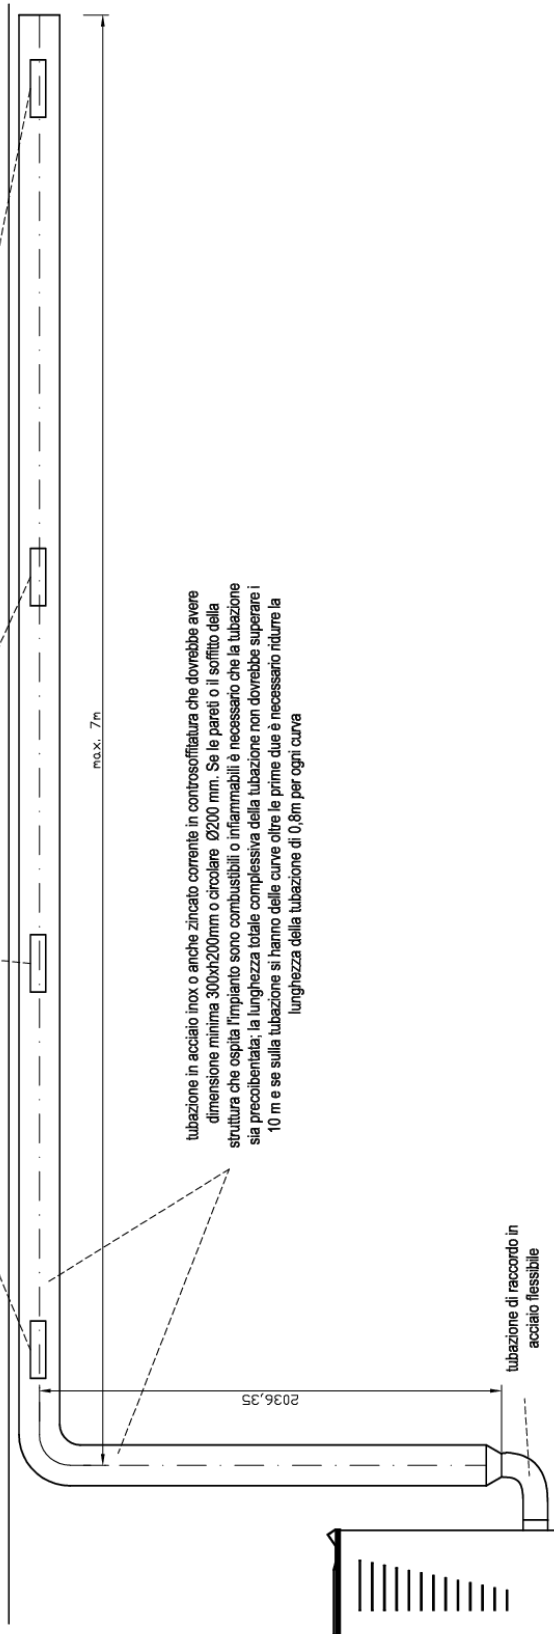 max. 7m
tubazione in acciaio inox o anche zincato corrente in controsoffitatura che dovrebbe avere
dimensione minima 300xh200mm o circolare Ø200 mm. Se le pareti o il soffitto della
struttura che ospita l'impianto sono combustibili o infiammabili è necessario che la tubazione
sia precoibentata; la lunghezza totale complessiva della tubazione non dovrebbe superare i
10 m e se sulla tubazione si hanno delle curve oltre le prime due è necessario ridurre la
lunghezza della tubazione di 0,8m per ogni curva
2036,35
tubazione di raccordo in
acciaio flessibile